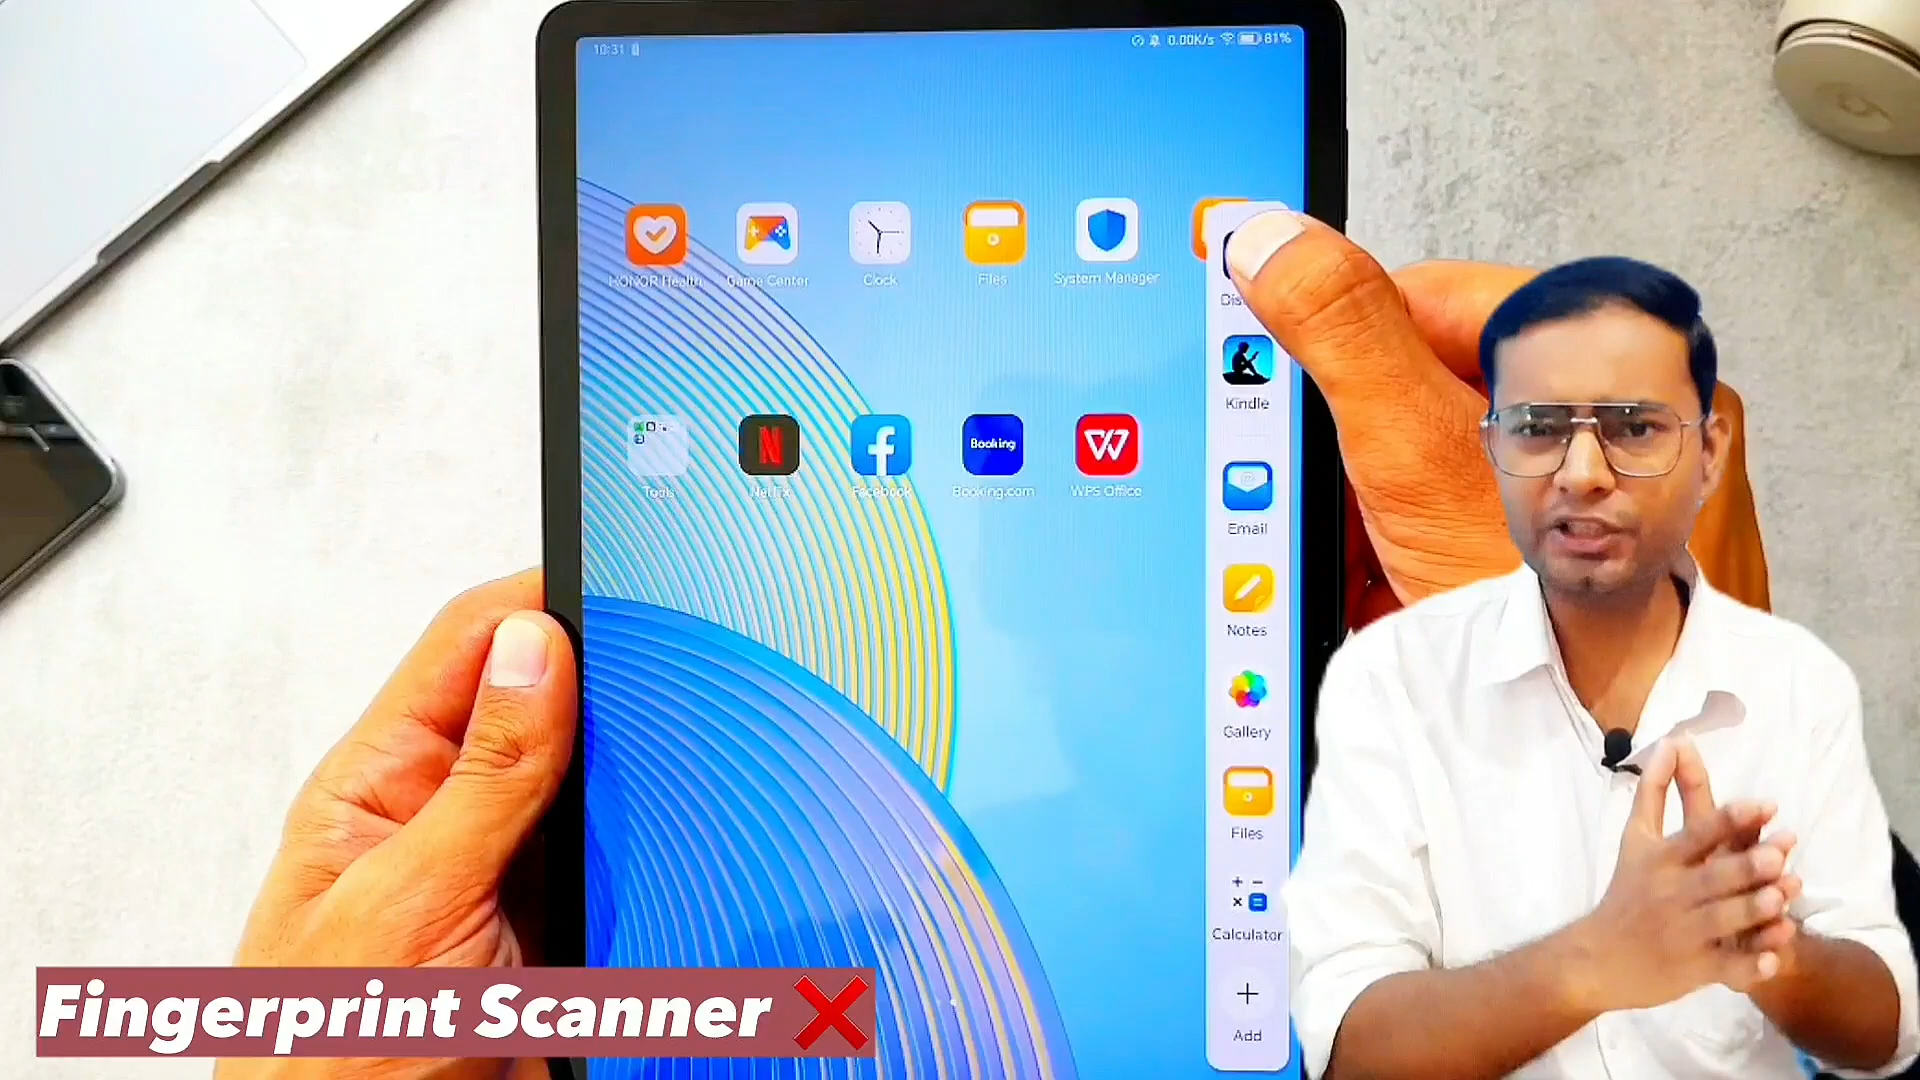 10:31
0.00K/s 81%
HONOR Health
Game Center
Clock
Files
System Manager
Kindle
Tools
Netflix
Facebook
Booking
Booking.com
WPS Office
Email
Notes
Gallery
Files
Calculator
Add
Fingerprint Scanner ❌